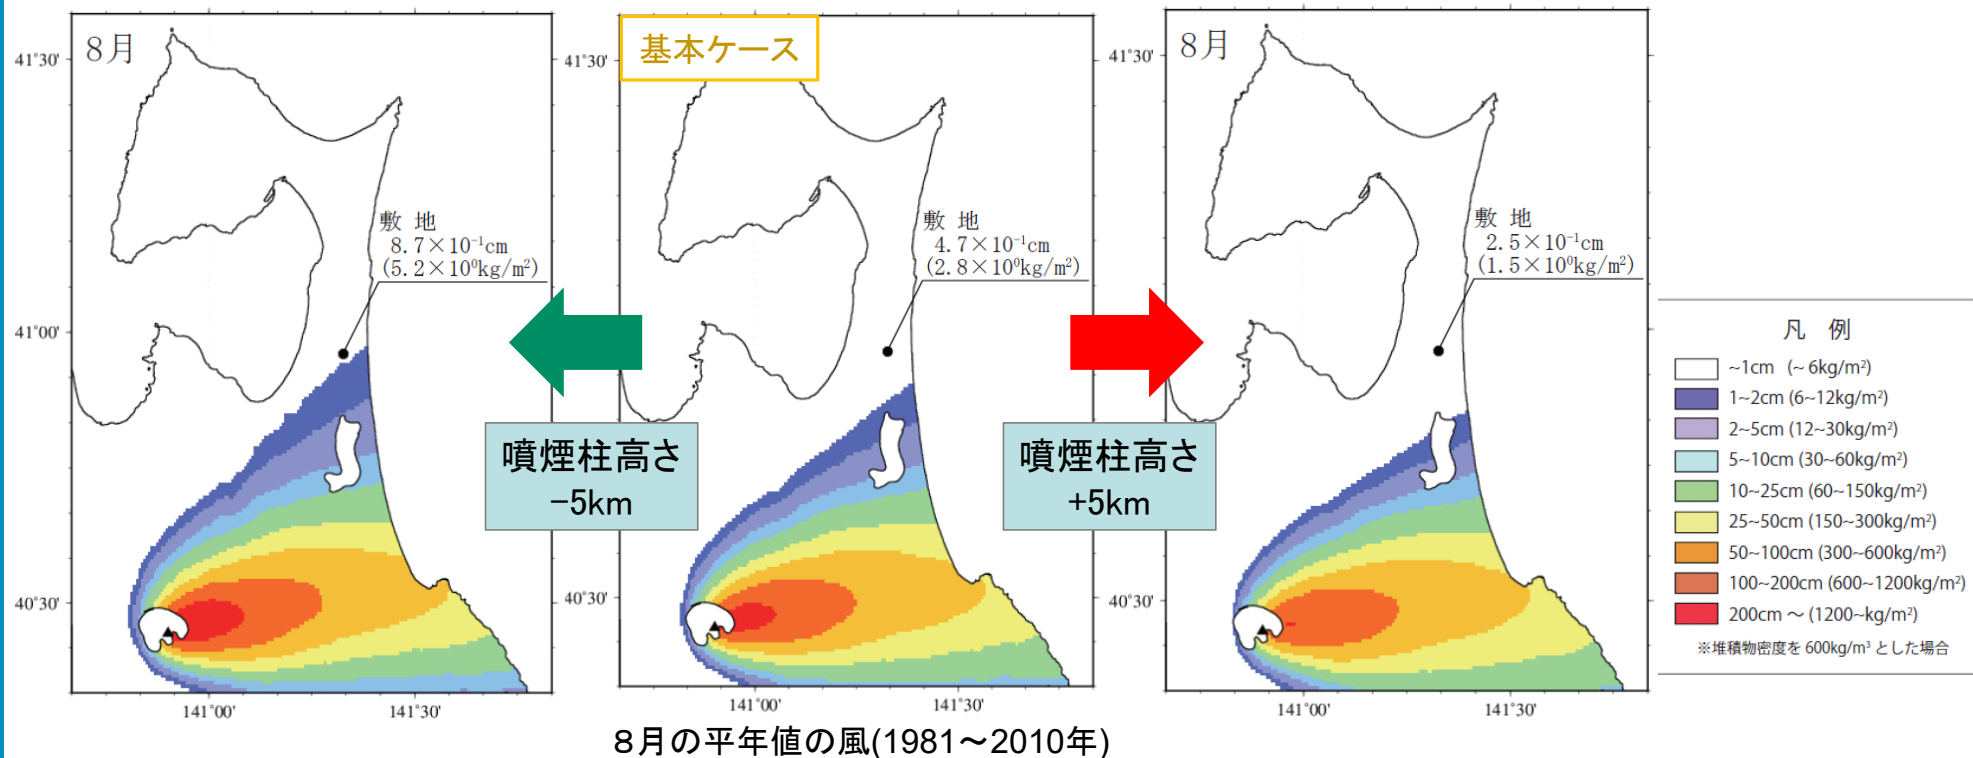 8月
41°30'
41°00'
40°30'
141°00'
141°30'
敷 地
8.7×10⁻¹cm
(5.2×10⁰kg/m²)
噴煙柱高さ
−5km
基本ケース
41°30'
41°00'
40°30'
141°00'
141°30'
敷 地
4.7×10⁻¹cm
(2.8×10⁰kg/m²)
噴煙柱高さ
+5km
8月
41°30'
41°00'
40°30'
141°00'
141°30'
敷 地
2.5×10⁻¹cm
(1.5×10⁰kg/m²)
凡 例
~1cm (~ 6kg/m²)
1~2cm (6~12kg/m²)
2~5cm (12~30kg/m²)
5~10cm (30~60kg/m²)
10~25cm (60~150kg/m²)
25~50cm (150~300kg/m²)
50~100cm (300~600kg/m²)
100~200cm (600~1200kg/m²)
200cm ～ (1200~kg/m²)
※堆積物密度を 600kg/m³ とした場合
８月の平年値の風(1981～2010年)